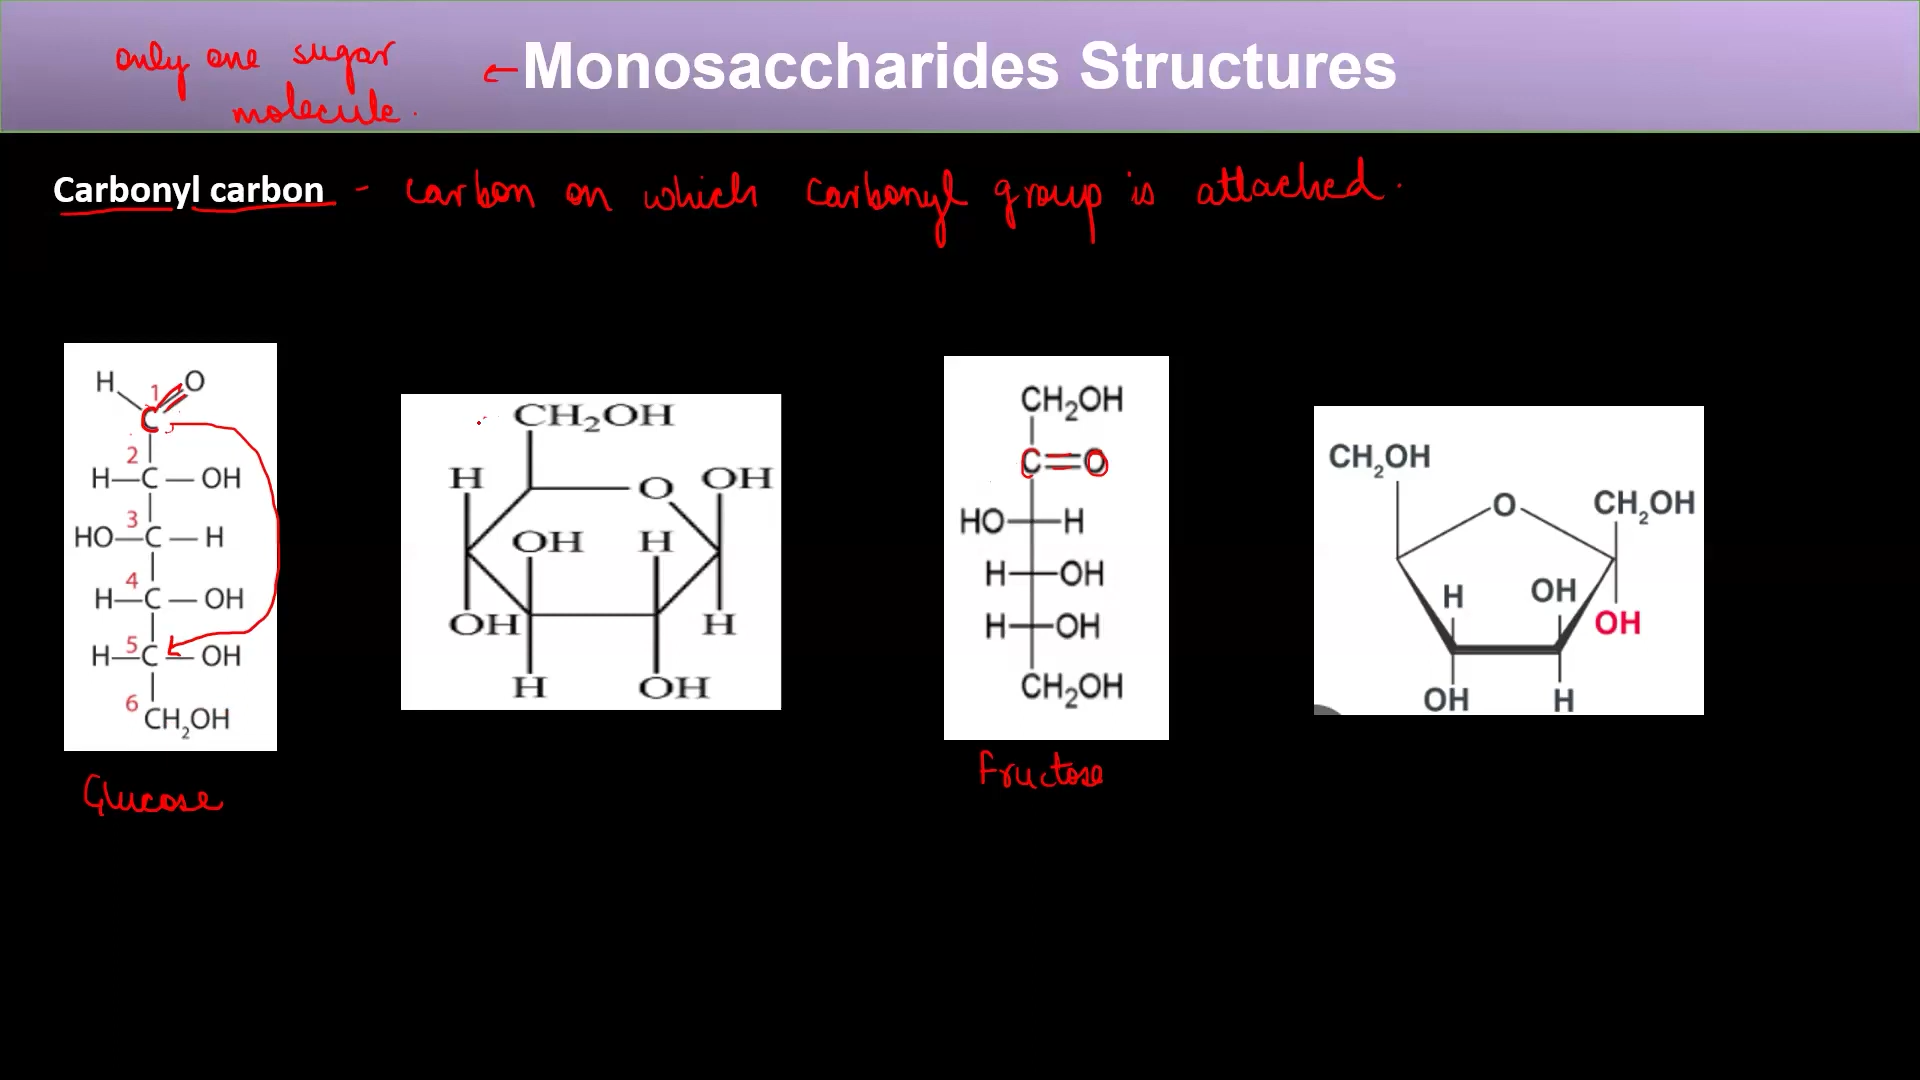 only one sugar
molecule.
←Monosaccharides Structures
Carbonyl carbon - carbon on which carbonyl group is attached.
H O
1
C
2
H—C—OH
3
HO—C—H
4
H—C—OH
5
H—C—OH
6
CH₂OH
Glucose
CH₂OH
H O OH
OH H
OH H
H OH
CH₂OH
C=O
HO H
H OH
H OH
CH₂OH
Fructose
CH₂OH
O CH₂OH
H OH
OH
OH H